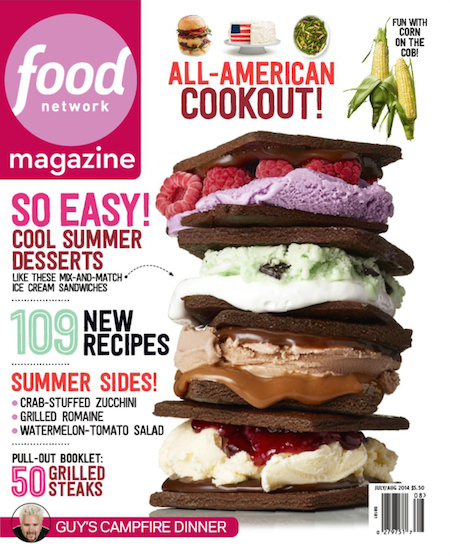 food
network
magazine
ALL-AMERICAN
COOKOUT!
FUN WITH
CORN
ON THE
COB!
SO EASY!
COOL SUMMER
DESSERTS
LIKE THESE MIX-AND-MATCH
ICE CREAM SANDWICHES
109 NEW
RECIPES
SUMMER SIDES!
• CRAB-STUFFED ZUCCHINI
• GRILLED ROMAINE
• WATERMELON-TOMATO SALAD
PULL-OUT BOOKLET:
50 GRILLED
STEAKS
GUY'S CAMPFIRE DINNER
JULY/AUG 2014 $5.50
08>